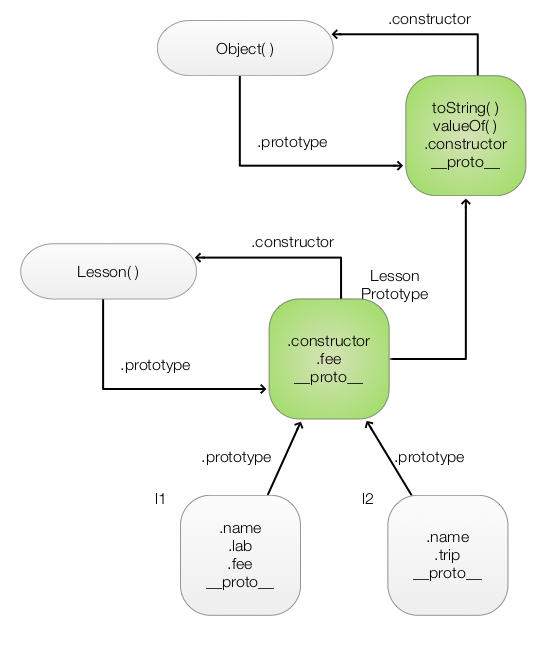 .constructor
Object( )
toString( )
valueOf( )
.constructor
__proto__
.prototype
.constructor
Lesson( )
Lesson
Prototype
.constructor
.fee
__proto__
.prototype
.prototype
.prototype
l1
l2
.name
.lab
.fee
__proto__
.name
.trip
__proto__